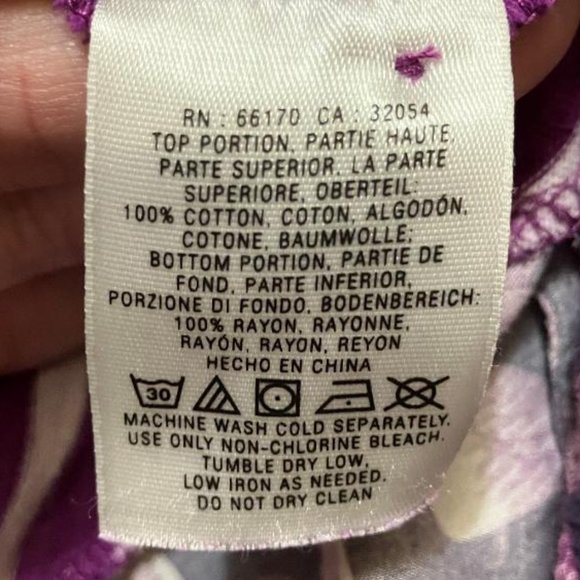 RN : 66170 CA : 32054
TOP PORTION, PARTIE HAUTE,
PARTE SUPERIOR, LA PARTE
SUPERIORE, OBERTEIL:
100% COTTON, COTON, ALGODÓN,
COTONE, BAUMWOLLE;
BOTTOM PORTION, PARTIE DE
FOND, PARTE INFERIOR,
PORZIONE DI FONDO, BODENBEREICH:
100% RAYON, RAYONNE,
RAYÓN, RAYON, REYON
HECHO EN CHINA
30
MACHINE WASH COLD SEPARATELY.
USE ONLY NON-CHLORINE BLEACH.
TUMBLE DRY LOW,
LOW IRON AS NEEDED.
DO NOT DRY CLEAN